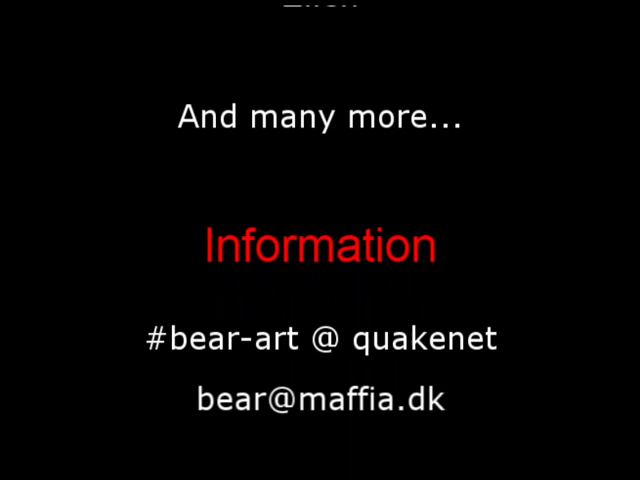 And many more...
Information
#bear-art @ quakenet
bear@maffia.dk